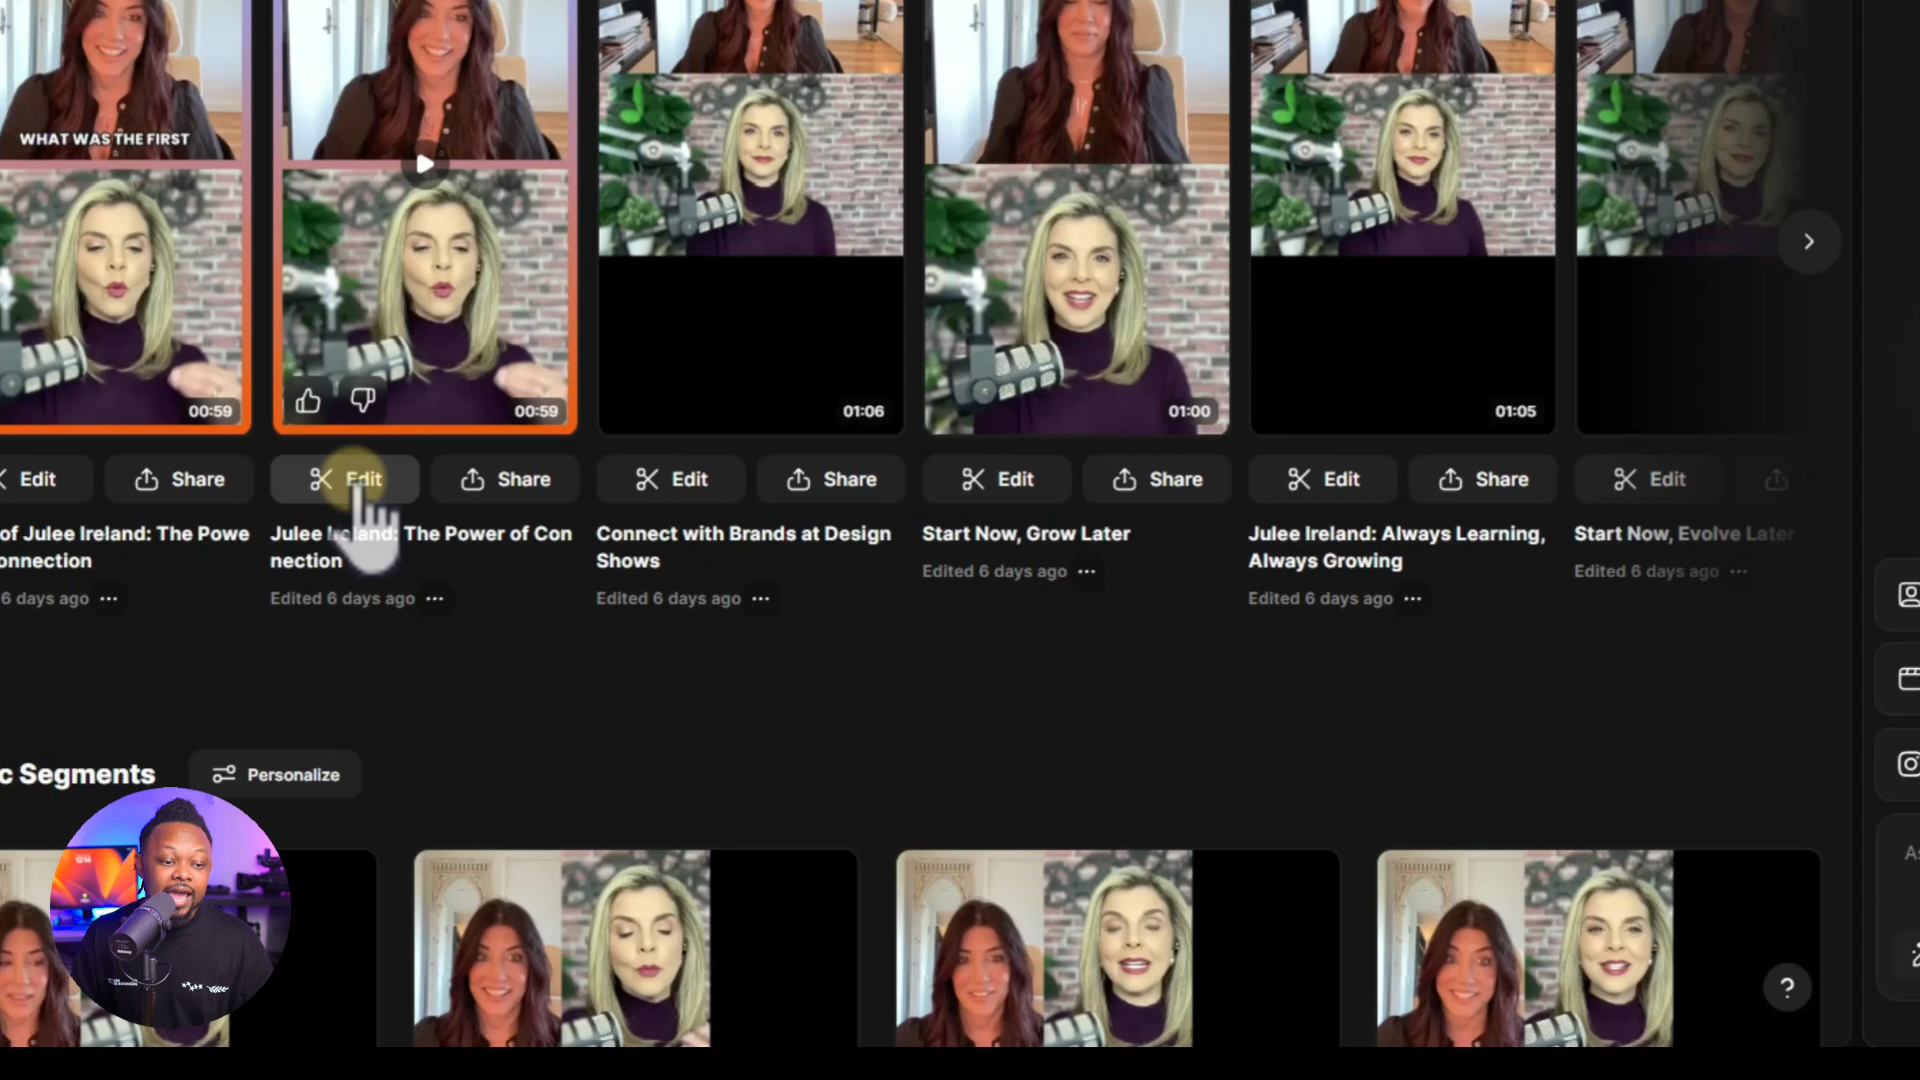 WHAT WAS THE FIRST
00:59
00:59
01:06
01:00
01:05
Edit Share
Edit Share
Edit Share
Edit Share
Edit Share
Edit
of Julee Ireland: The Powe
onnection
6 days ago ···
Julee Ireland: The Power of Con
nection
Edited 6 days ago ···
Connect with Brands at Design
Shows
Edited 6 days ago ···
Start Now, Grow Later
Edited 6 days ago ···
Julee Ireland: Always Learning,
Always Growing
Edited 6 days ago ···
Start Now, Evolve Later
Edited 6 days ago ···
c Segments
Personalize
As
?